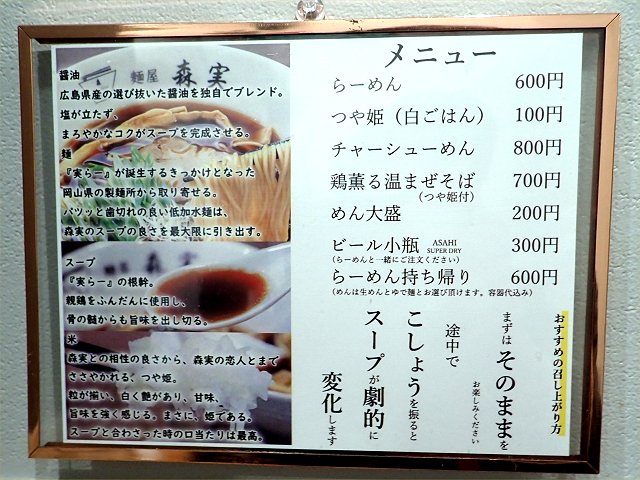 麺屋 森実
醤油
広島県産の選び抜いた醤油を独自でブレンド。
塩が立たず、
まろやかなコクがスープを完成させる。
麺
『実らー』が誕生するきっかけとなった
岡山県の製麺所から取り寄せる。
パツッと歯切れの良い低加水麺は、
森実のスープの良さを最大限に引き出す。
スープ
『実らー』の根幹。
親鶏をふんだんに使用し、
骨の髄からも旨味を出し切る。
米
森実との相性の良さから、森実の恋人とまで
ささやかれる、つや姫。
粒が揃い、白く艶があり、甘味、
旨味を強く感じる。まさに、姫である。
スープと合わさった時の口当たりは最高。
メニュー
らーめん 600円
つや姫（白ごはん） 100円
チャーシューめん 800円
鶏薫る温まぜそば 700円
（つや姫付）
めん大盛 200円
ビール小瓶 ASAHI SUPER DRY 300円
（らーめんと一緒にご注文ください）
らーめん持ち帰り 600円
（めんは生めんとゆで麺とお選び頂けます。容器代込み）
おすすめの召し上がり方
まずはそのままを
お楽しみください
途中で
こしょうを振ると
スープが劇的に
変化します